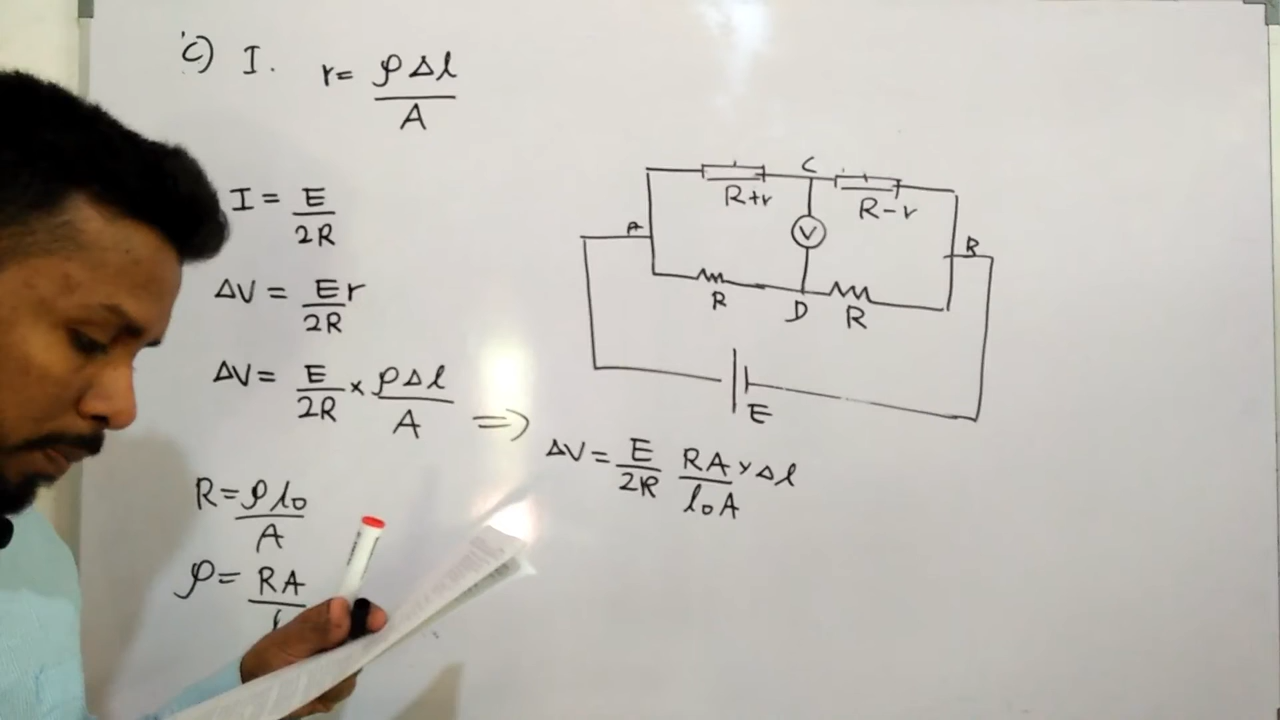 c) I. r = ρΔl / A
I = E / 2R
ΔV = Er / 2R
ΔV = E / 2R × ρΔl / A ⇒
R = ρl₀ / A
ρ = RA /
C
R+r
R-r
A
V
B
R
D
R
E
ΔV = E / 2R RA / l₀A × Δl